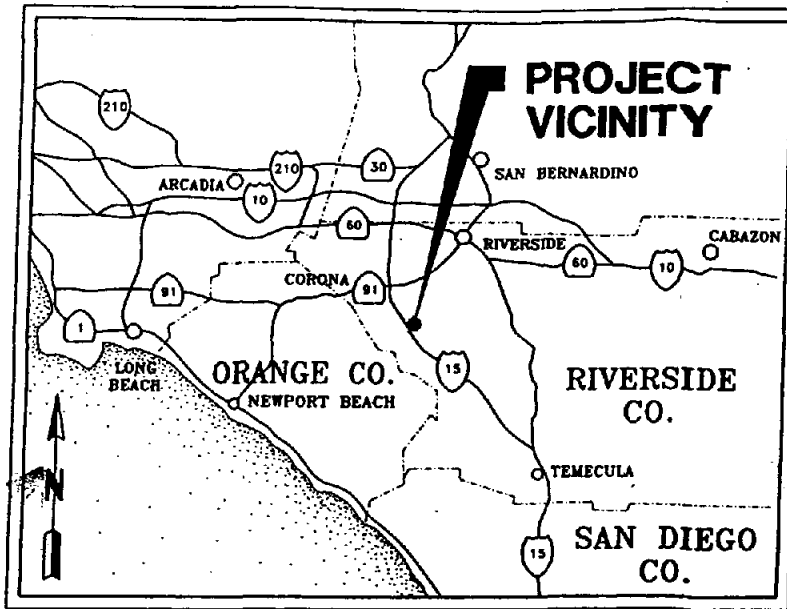 PROJECT
VICINITY
210
210
30
SAN BERNARDINO
ARCADIA
10
60
RIVERSIDE
CABAZON
60
10
CORONA
91
91
1
LONG
BEACH
ORANGE CO.
NEWPORT BEACH
15
RIVERSIDE
CO.
N
TEMECULA
SAN DIEGO
CO.
15